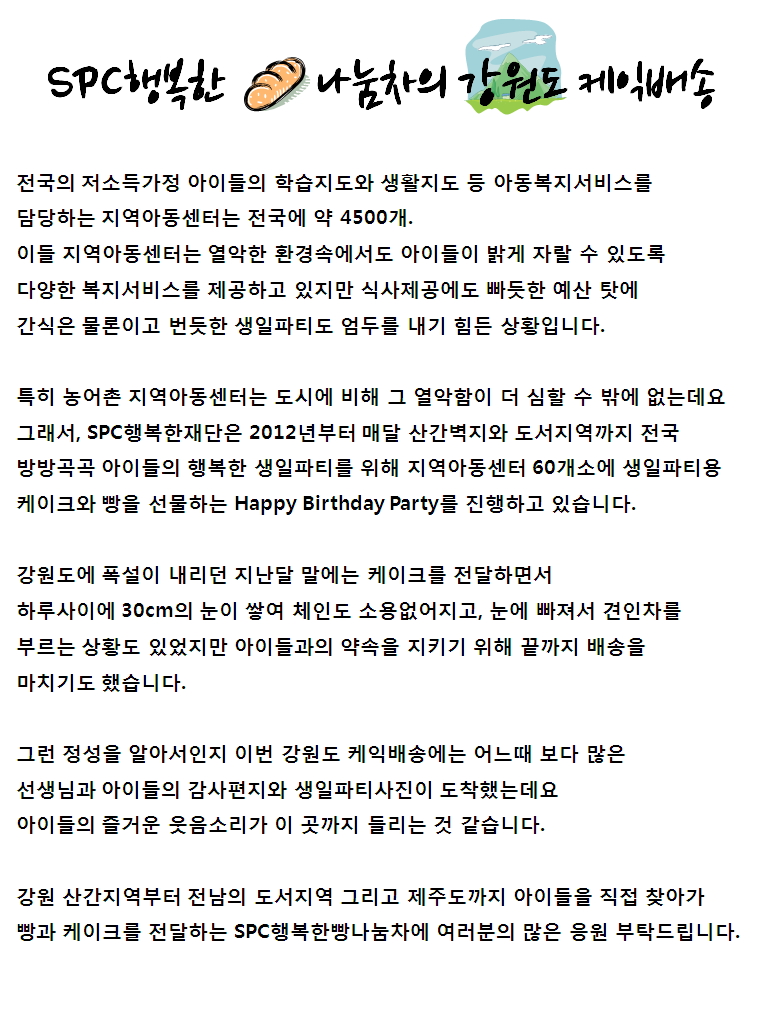 SPC행복한 나눔차의 강원도 케익배송
전국의 저소득가정 아이들의 학습지도와 생활지도 등 아동복지서비스를
담당하는 지역아동센터는 전국에 약 4500개.
이들 지역아동센터는 열악한 환경속에서도 아이들이 밝게 자랄 수 있도록
다양한 복지서비스를 제공하고 있지만 식사제공에도 빠듯한 예산 탓에
간식은 물론이고 번듯한 생일파티도 엄두를 내기 힘든 상황입니다.
특히 농어촌 지역아동센터는 도시에 비해 그 열악함이 더 심할 수 밖에 없는데요
그래서, SPC행복한재단은 2012년부터 매달 산간벽지와 도서지역까지 전국
방방곡곡 아이들의 행복한 생일파티를 위해 지역아동센터 60개소에 생일파티용
케이크와 빵을 선물하는 Happy Birthday Party를 진행하고 있습니다.
강원도에 폭설이 내리던 지난달 말에는 케이크를 전달하면서
하루사이에 30cm의 눈이 쌓여 체인도 소용없어지고, 눈에 빠져서 견인차를
부르는 상황도 있었지만 아이들과의 약속을 지키기 위해 끝까지 배송을
마치기도 했습니다.
그런 정성을 알아서인지 이번 강원도 케익배송에는 어느때 보다 많은
선생님과 아이들의 감사편지와 생일파티사진이 도착했는데요
아이들의 즐거운 웃음소리가 이 곳까지 들리는 것 같습니다.
강원 산간지역부터 전남의 도서지역 그리고 제주도까지 아이들을 직접 찾아가
빵과 케이크를 전달하는 SPC행복한빵나눔차에 여러분의 많은 응원 부탁드립니다.